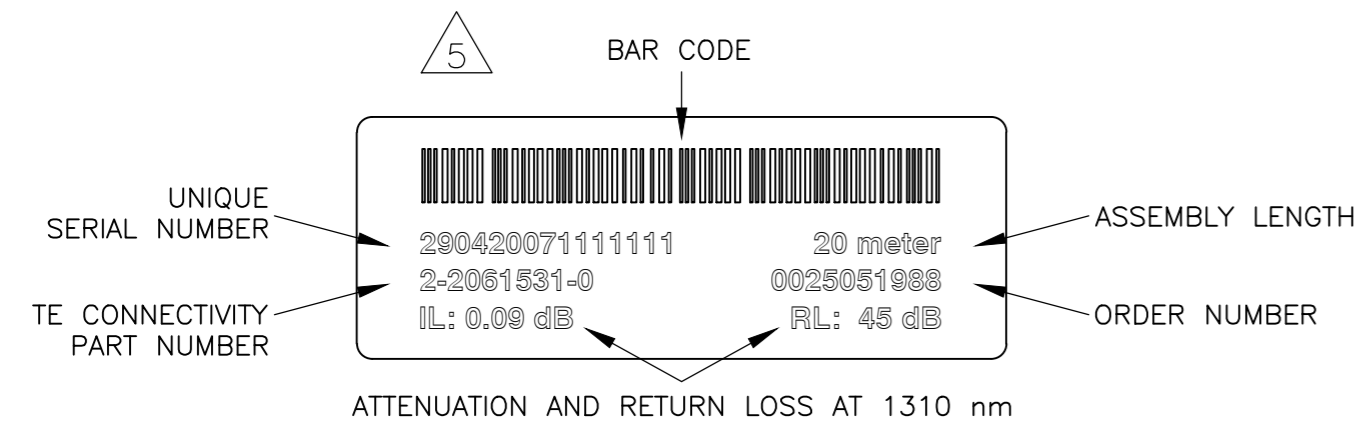 5
BAR CODE
UNIQUE
SERIAL NUMBER
290420071111111
20 meter
ASSEMBLY LENGTH
TE CONNECTIVITY
PART NUMBER
2-2061531-0
0025051988
ORDER NUMBER
IL: 0.09 dB
RL: 45 dB
ATTENUATION AND RETURN LOSS AT 1310 nm